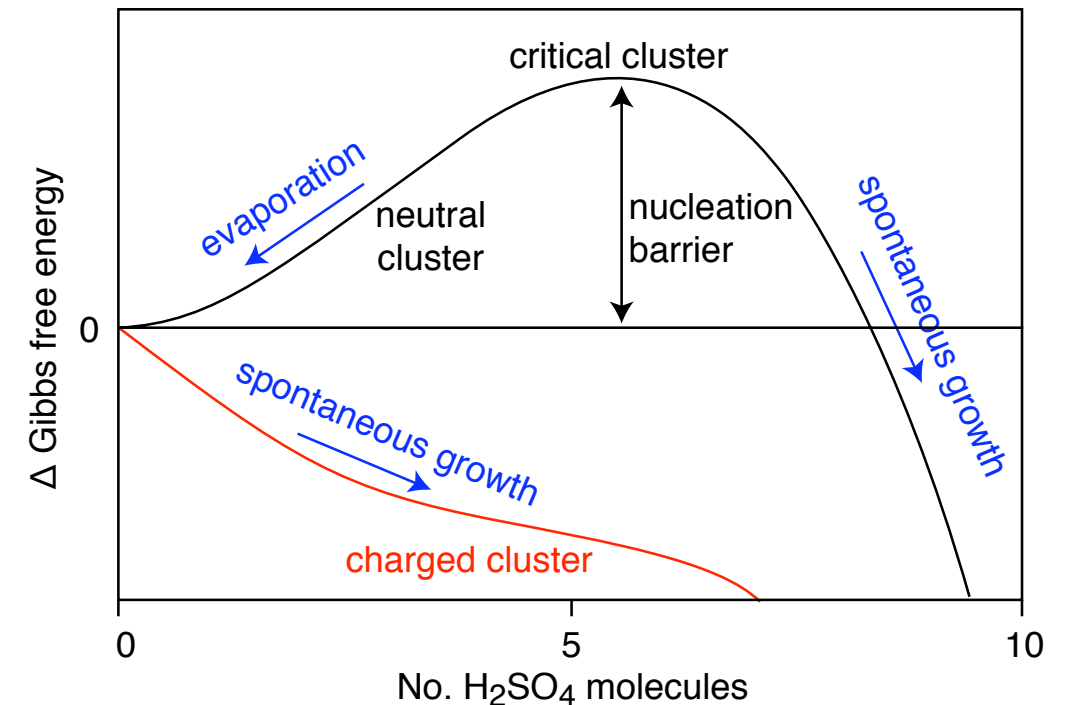 critical cluster
evaporation
neutral
cluster
nucleation
barrier
spontaneous growth
Δ Gibbs free energy
0
spontaneous growth
charged cluster
0
5
10
No. H₂SO₄ molecules